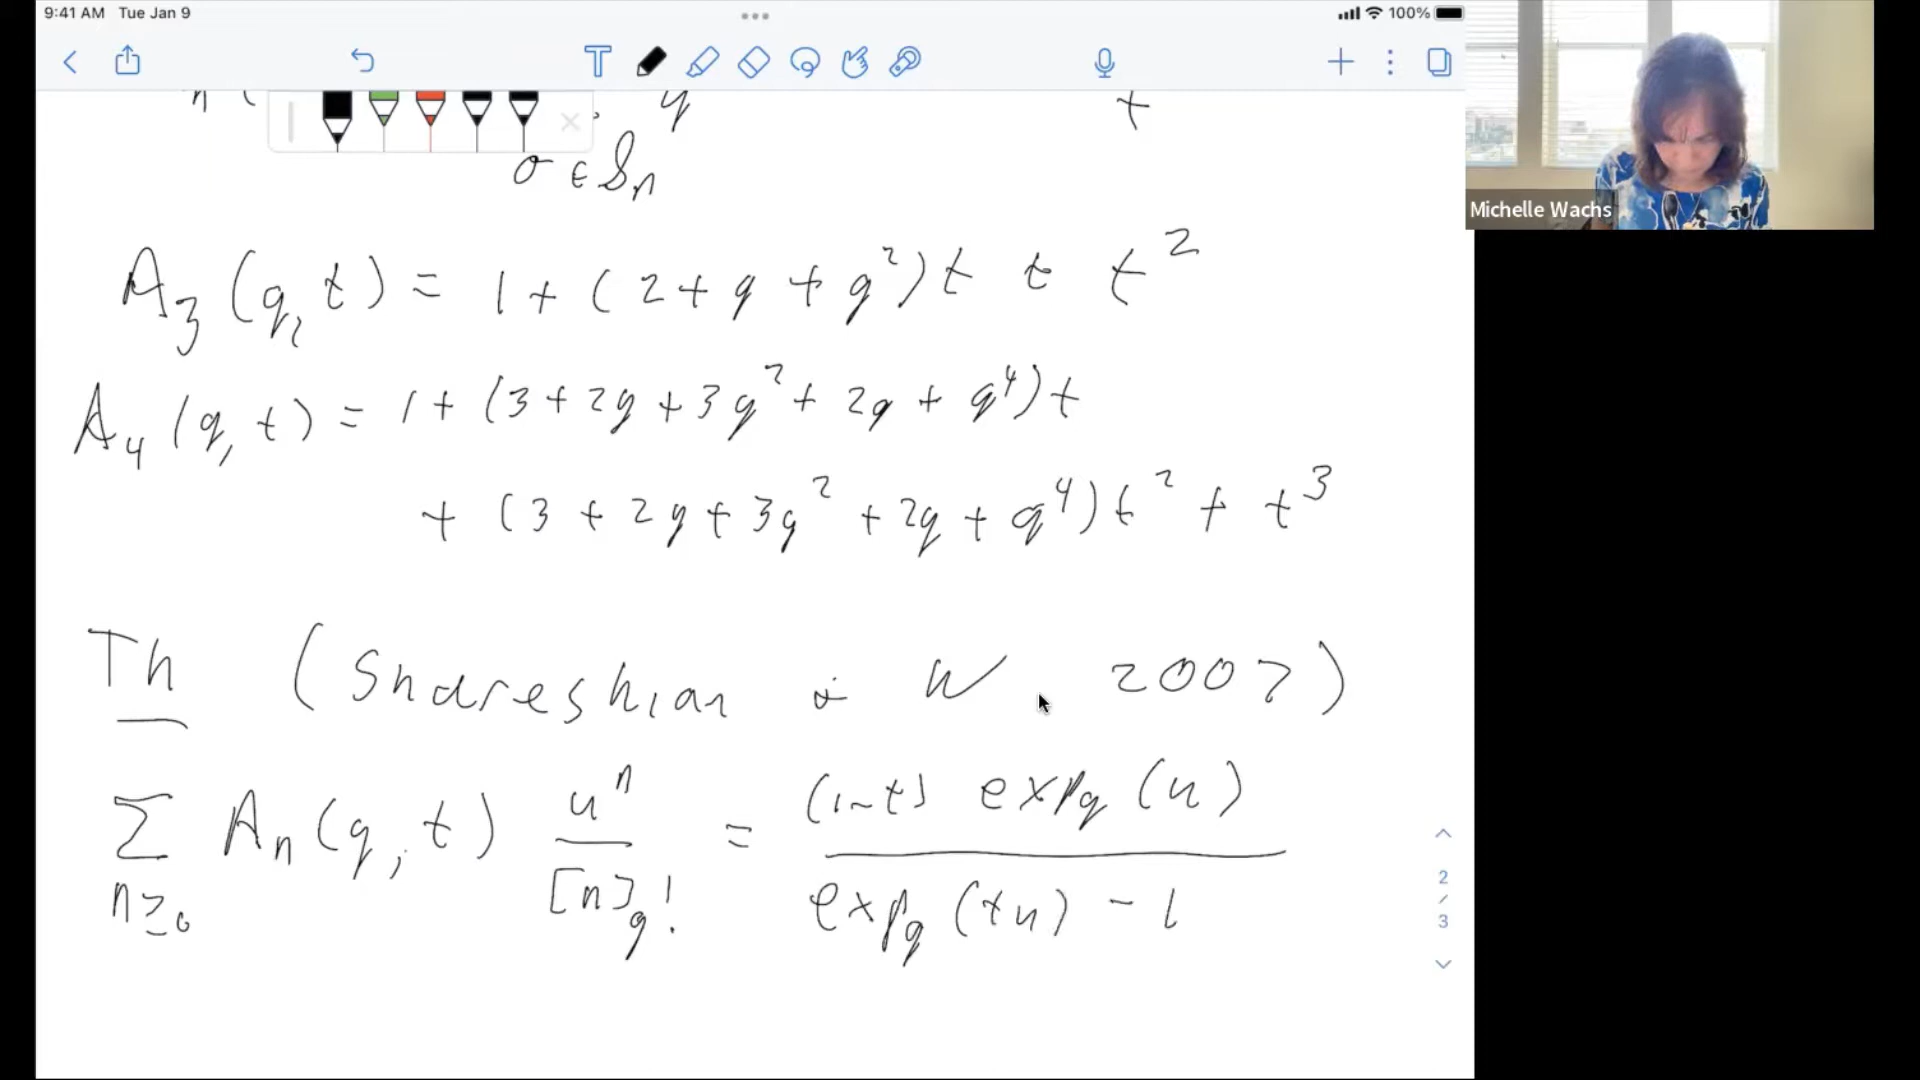 9:41 AM Tue Jan 9
100%
Michelle Wachs
σ ∈ S_n
A_3(q,t) = 1 + (2 + q + q^2)t t t^2
A_4(q,t) = 1 + (3 + 2q + 3q^2 + 2q + q^4)t
+ (3 + 2q + 3q^2 + 2q + q^4)t^2 + t^3
Th (Shareshian & W. 2007)
∑_{n≥0} A_n(q,t) u^n / [n]_q! = (1-t) exp_q(u) / exp_q(tu) - t
2 / 3